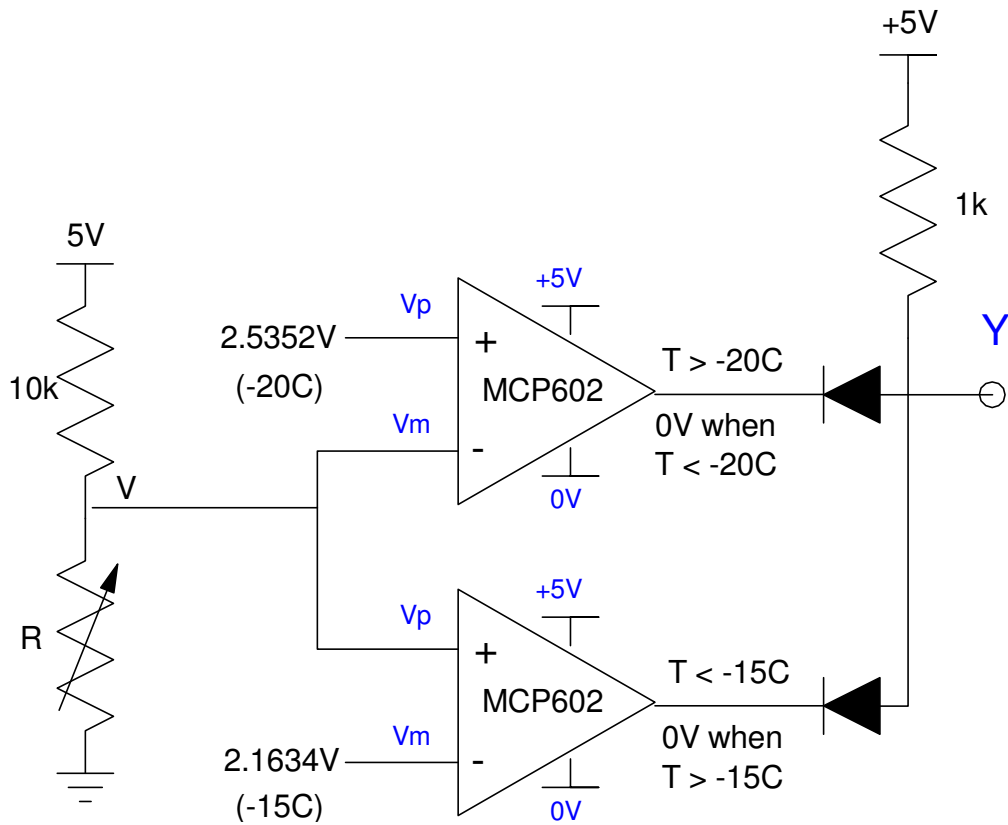 +5V
1k
5V
10k
V
R
Vp
2.5352V
(-20C)
Vm
+
-
MCP602
+5V
0V
T > -20C
0V when
T < -20C
Y
Vp
Vm
2.1634V
(-15C)
+
-
MCP602
+5V
0V
T < -15C
0V when
T > -15C